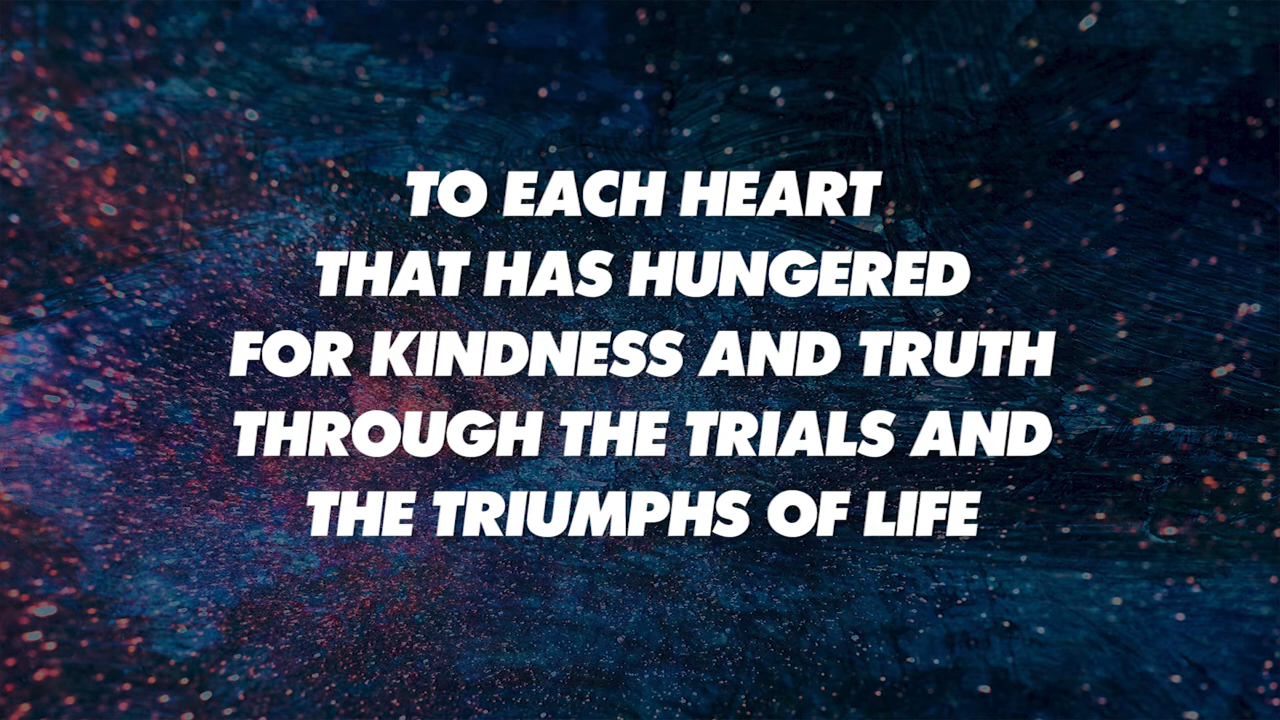 TO EACH HEART
THAT HAS HUNGERED
FOR KINDNESS AND TRUTH
THROUGH THE TRIALS AND
THE TRIUMPHS OF LIFE